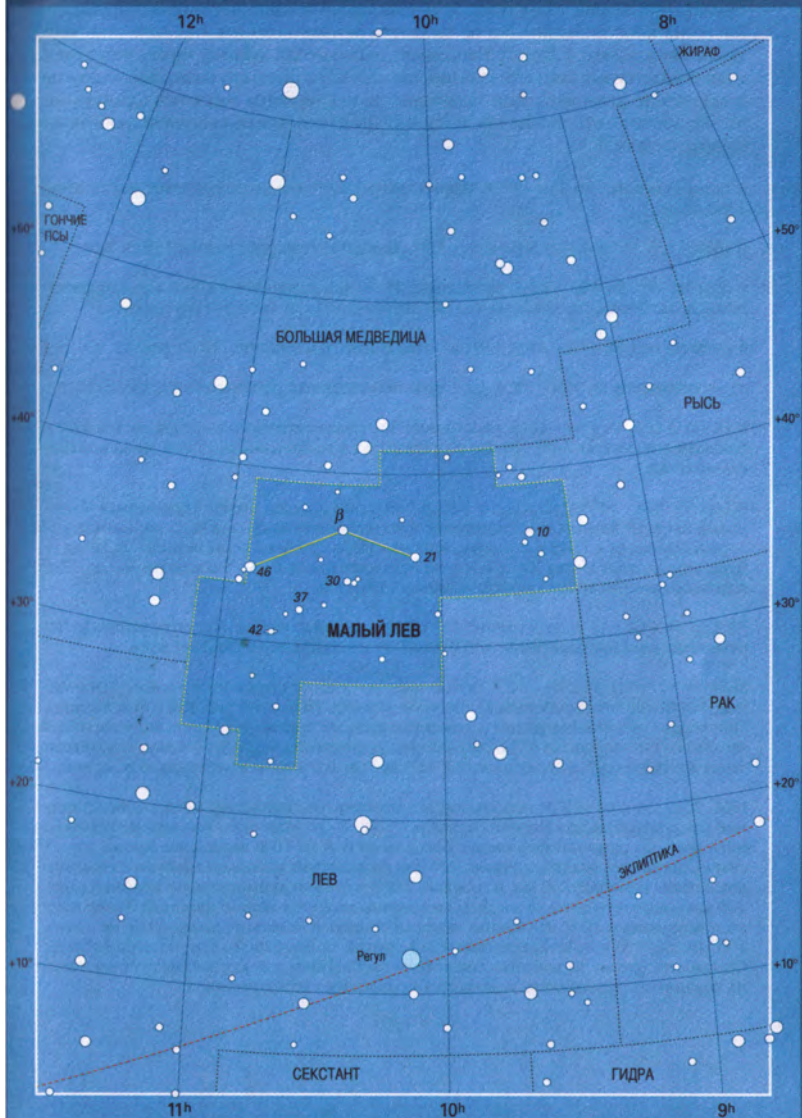 12h 10h 8h
ЖИРАФ
ГОНЧИЕ
ПСЫ
+50° +50°
БОЛЬШАЯ МЕДВЕДИЦА
+40° +40°
РЫСЬ
β
10
21
46
30
37
+30° +30°
42
МАЛЫЙ ЛЕВ
РАК
+20° +20°
ЭКЛИПТИКА
ЛЕВ
Регул
+10° +10°
СЕКСТАНТ ГИДРА
11h 10h 9h